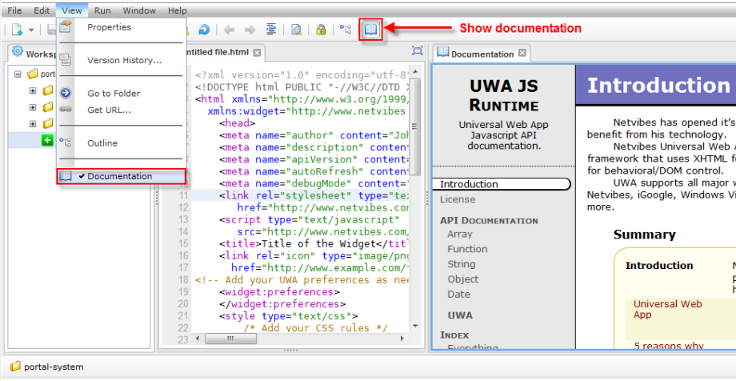 File Edit View Run Window Help
Show documentation
Properties
Version History...
Go to Folder
Get URL...
Outline
Documentation
Works
port
portal-system
ntitled file.html
<?xml version="1.0" encoding="utf-8"
<!DOCTYPE html PUBLIC "-//W3C//DTD
<html xmlns="http://www.w3.org/1999/
xmlns:widget="http://www.netvibes.
<head>
<meta name="author" content="Joh
<meta name="description" content
<meta name="apiVersion" content=
<meta name="autoRefresh" content
<meta name="debugMode" content=
11 <link rel="stylesheet" type="te
12 href="http://www.netvibes.com
13 <script type="text/javascript"
14 src="http://www.netvibes.com/
15 <title>Title of the Widget</tit
16 <link rel="icon" type="image/pn
17 href="http://www.example.com/
18 <!-- Add your UWA preferences as nee
19 <widget:preferences>
20 </widget:preferences>
21 <style type="text/css">
22 /* Add your CSS rules */
23
Documentation
UWA JS
RUNTIME
Universal Web App
Javascript API
documentation.
Introduction
License
API DOCUMENTATION
Array
Function
String
Object
Date
UWA
INDEX
Everything
Introduction
Netvibes has opened it's
benefit from his technology.
Netvibes Universal Web
framework that uses XHTML f
for behavioral/DOM control.
UWA supports all major w
Netvibes, iGoogle, Windows Vi
more.
Summary
Introduction
Universal Web
App
5 reasons why